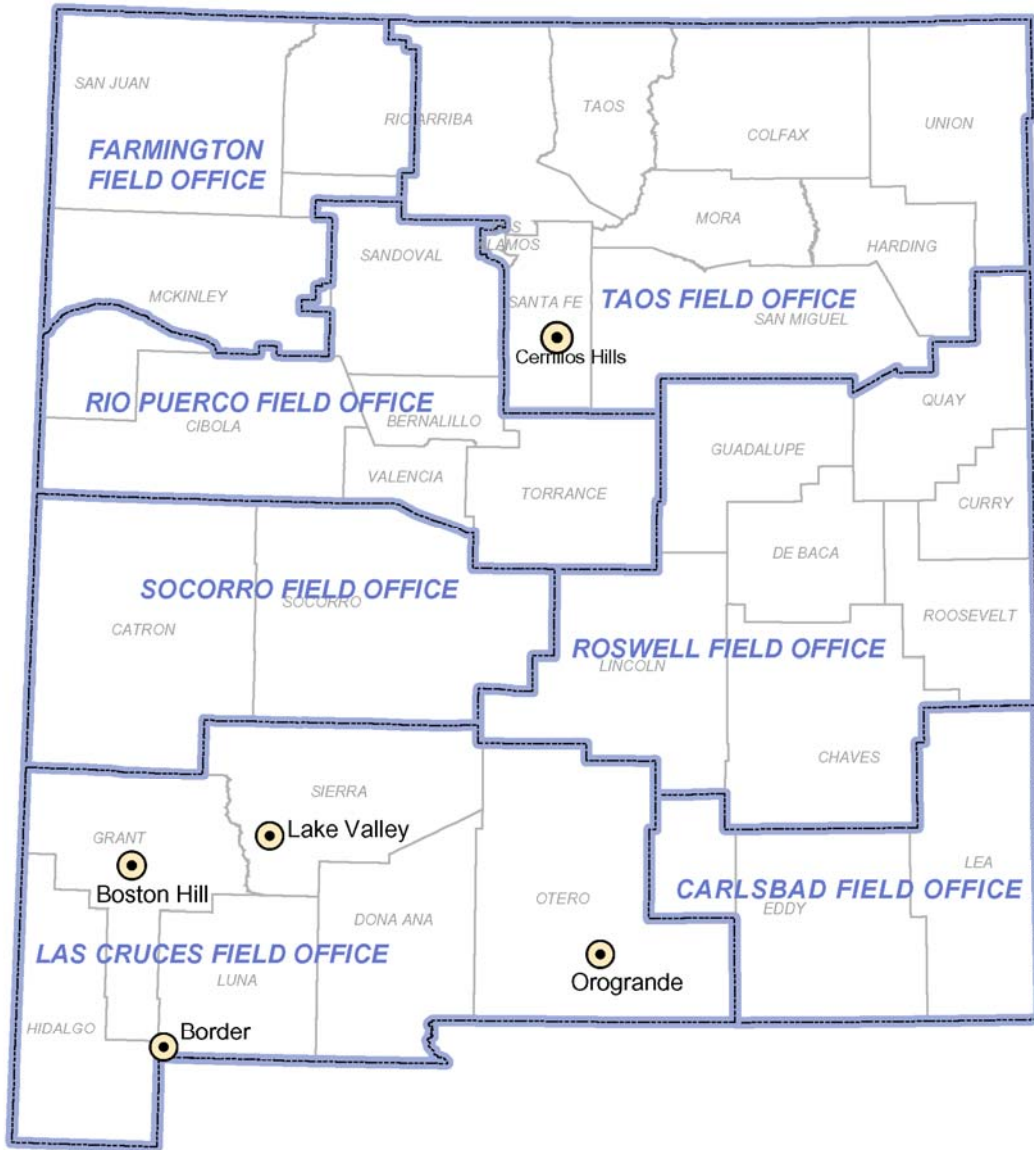 SAN JUAN
RIO ARRIBA
TAOS
COLFAX
UNION
FARMINGTON
FIELD OFFICE
MORA
HARDING
SANDOVAL
LAMOS
MCKINLEY
SANTA FE
TAOS FIELD OFFICE
SAN MIGUEL
Cerrillos Hills
RIO PUERCO FIELD OFFICE
CIBOLA
BERNALILLO
QUAY
GUADALUPE
VALENCIA
TORRANCE
CURRY
DE BACA
SOCORRO FIELD OFFICE
SOCORRO
CATRON
ROOSEVELT
ROSWELL FIELD OFFICE
LINCOLN
CHAVES
SIERRA
Lake Valley
GRANT
Boston Hill
LEA
CARLSBAD FIELD OFFICE
EDDY
OTERO
DONA ANA
LAS CRUCES FIELD OFFICE
LUNA
Orogrande
HIDALGO
Border